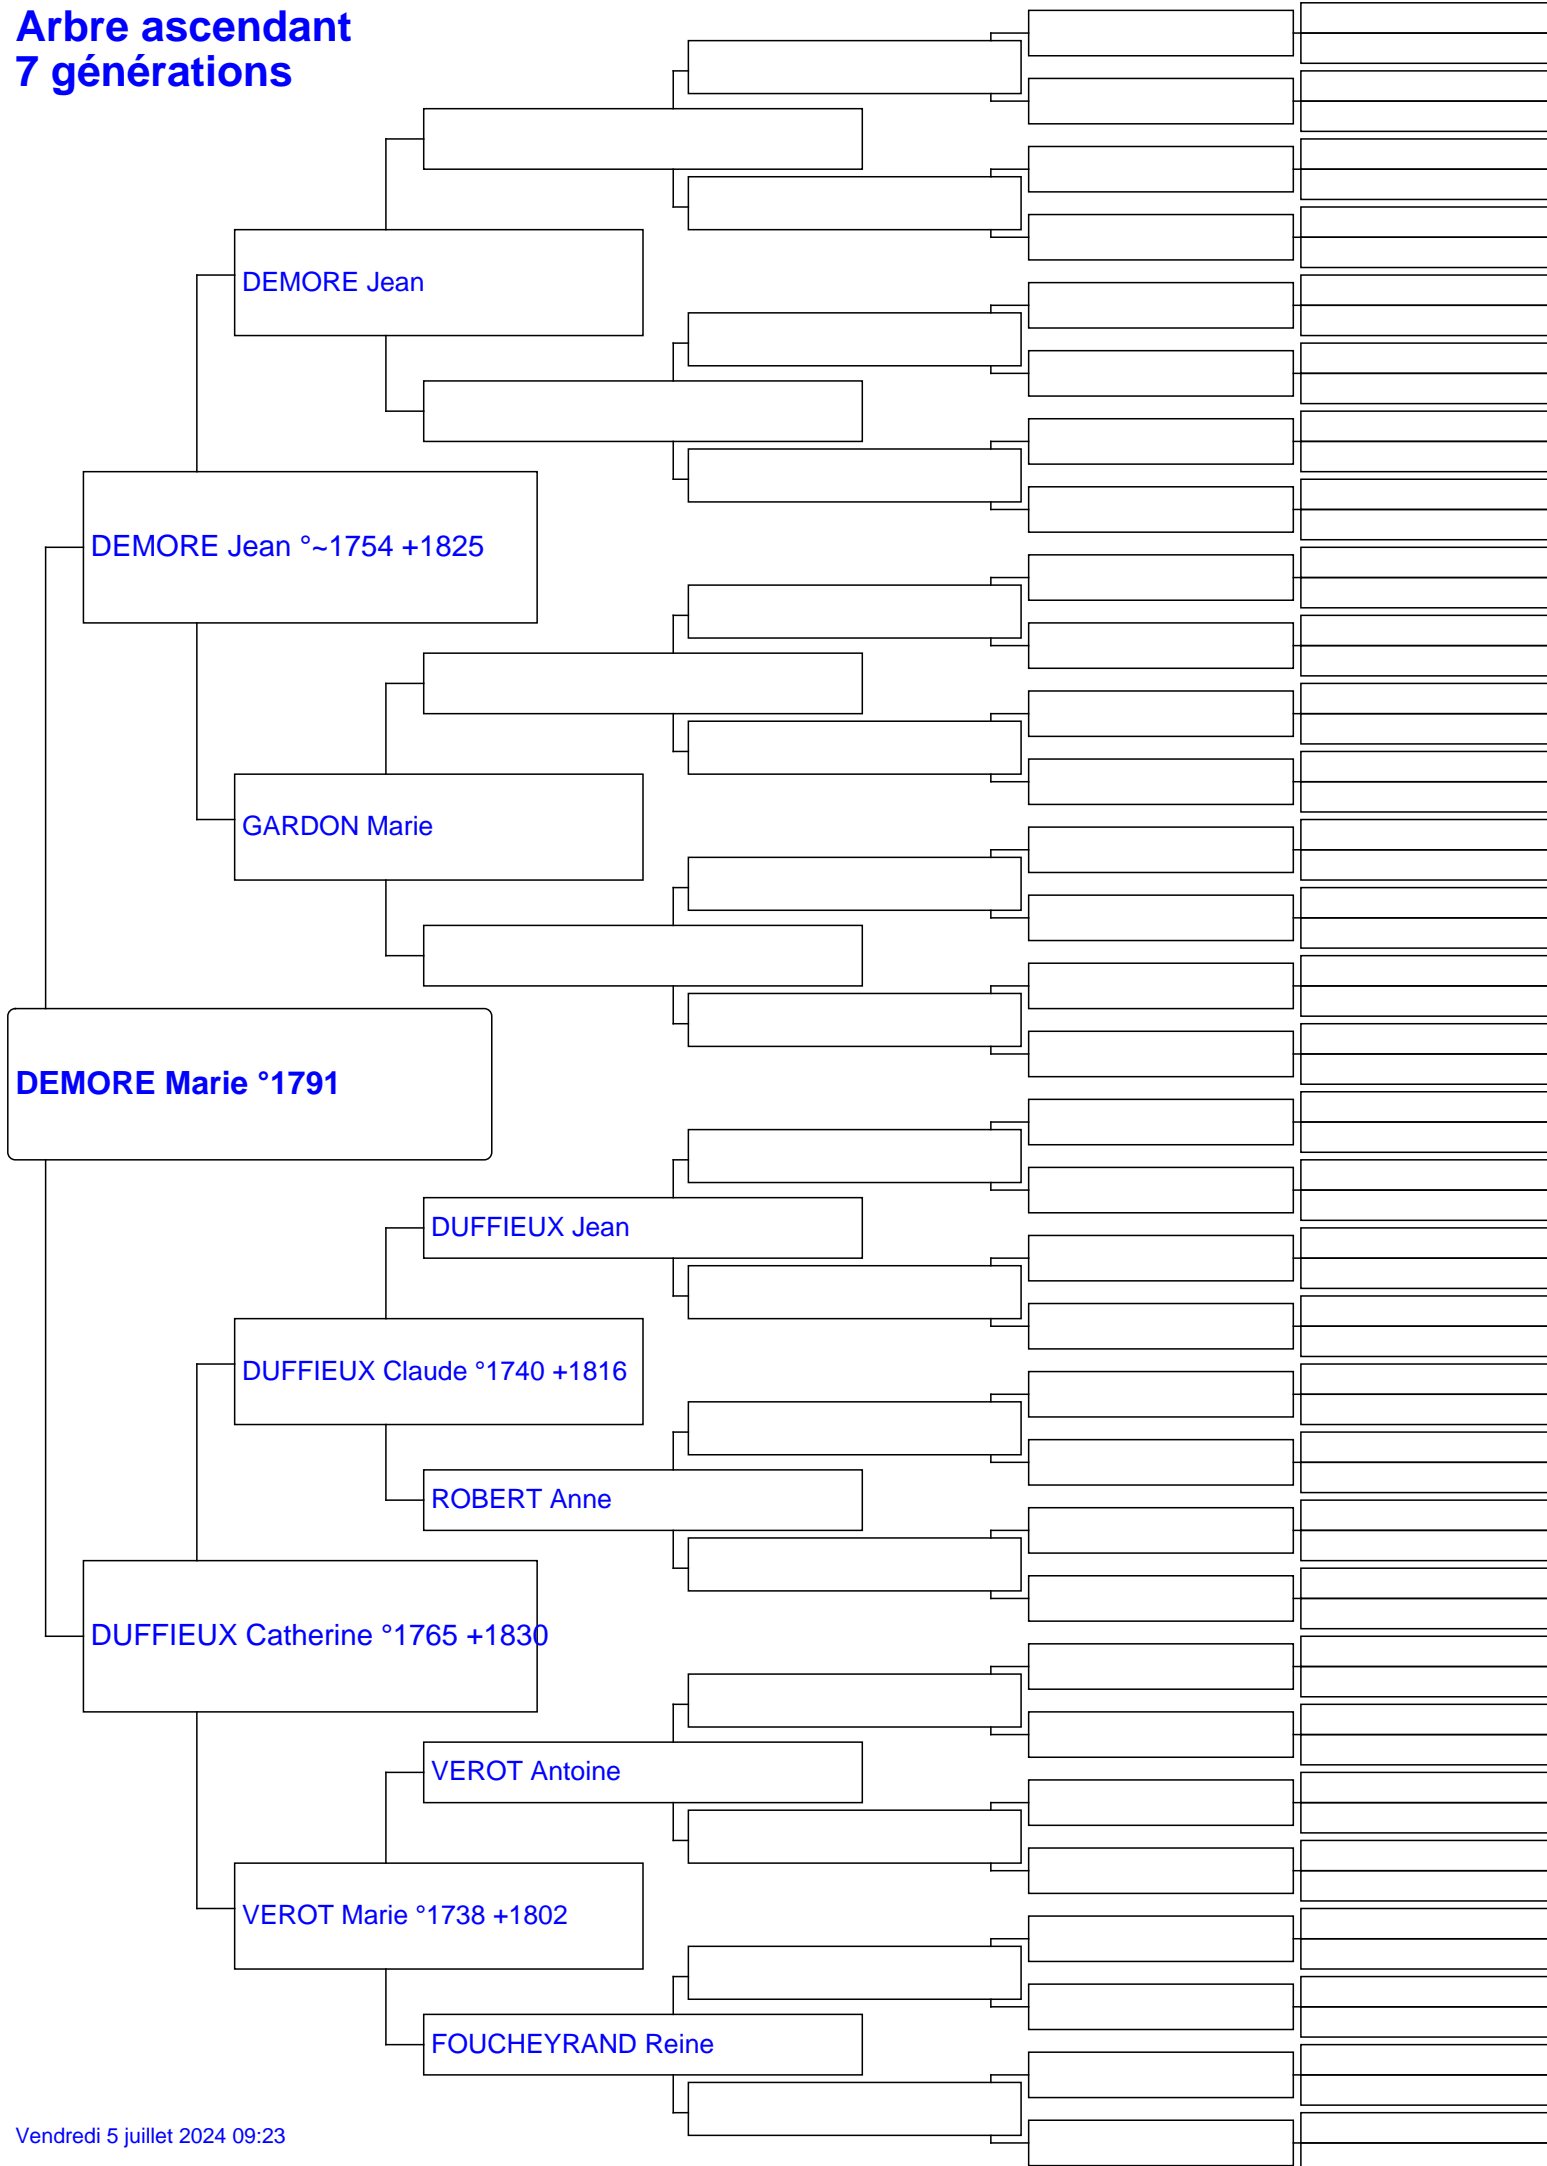 Arbre ascendant
7 générations
DEMORE Jean
DEMORE Jean °~1754 +1825
GARDON Marie
DEMORE Marie °1791
DUFFIEUX Jean
DUFFIEUX Claude °1740 +1816
ROBERT Anne
DUFFIEUX Catherine °1765 +1830
VEROT Antoine
VEROT Marie °1738 +1802
FOUCHEYRAND Reine
Vendredi 5 juillet 2024 09:23